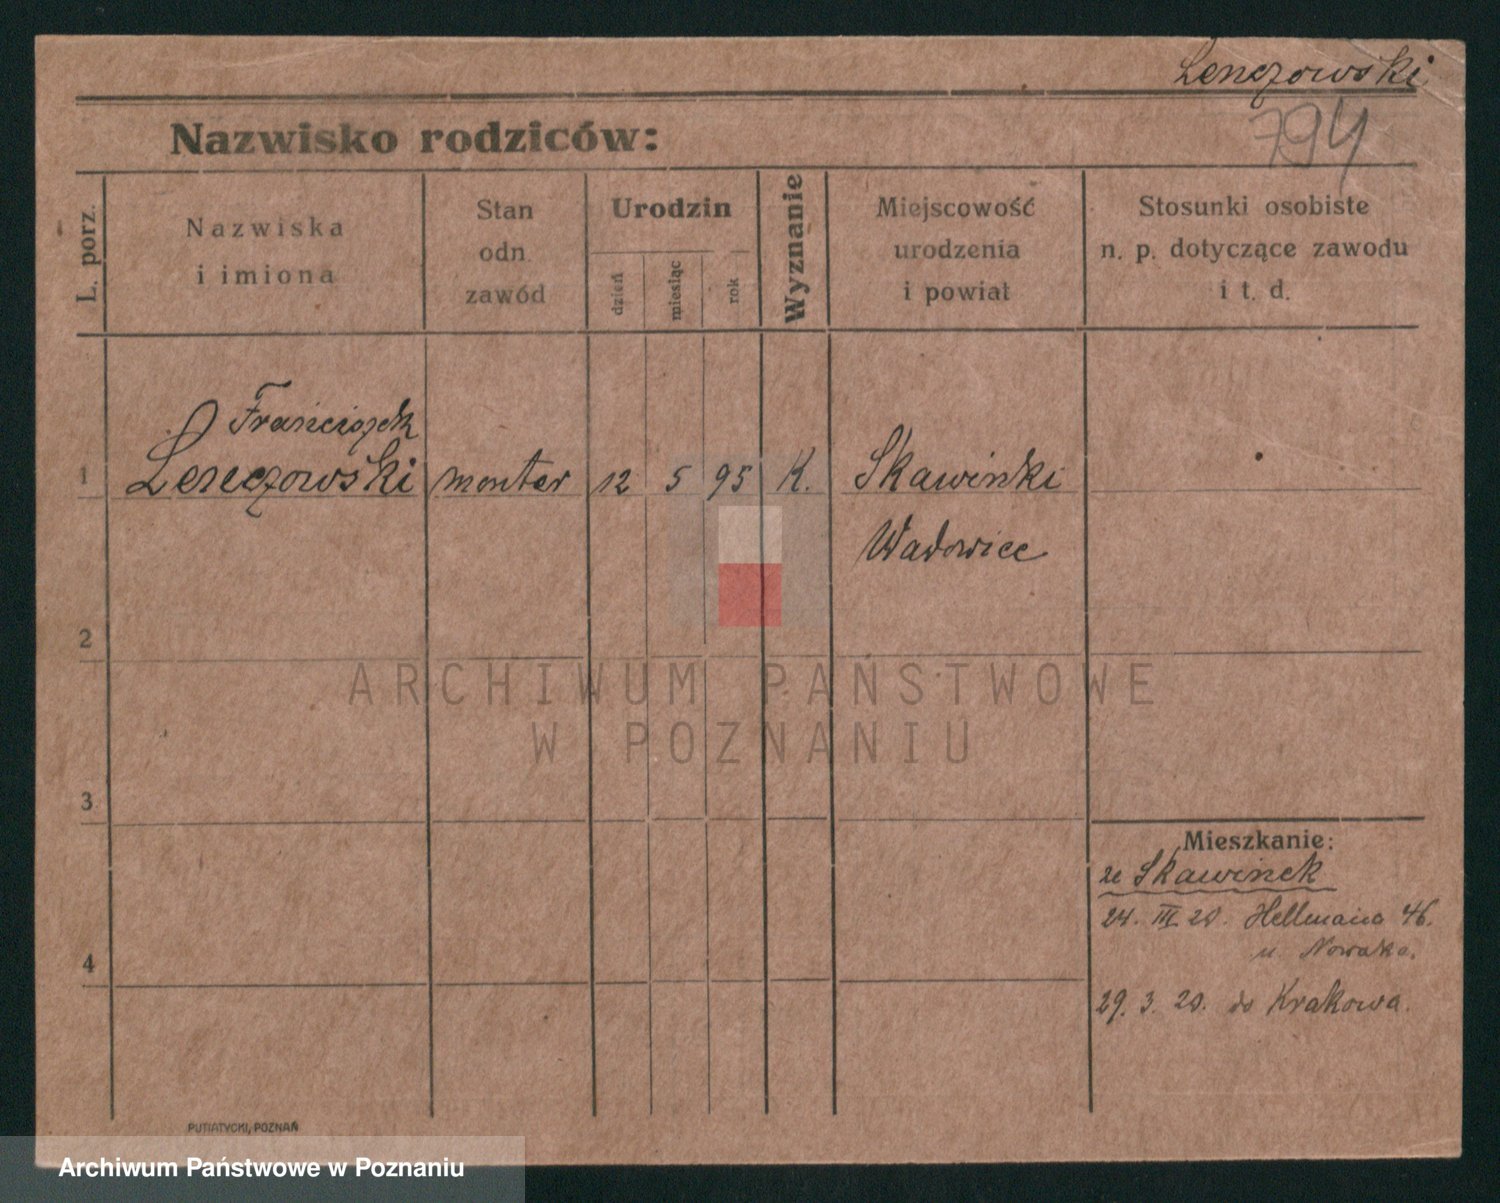 Lenczowski
794
Nazwisko rodziców:
L. porz.
Nazwiska
i imiona
Stan
odn.
zawód
Urodzin
dzień
miesiąc
rok
Wyznanie
Miejscowość
urodzenia
i powiat
Stosunki osobiste
n. p. dotyczące zawodu
i t. d.
Franciszek
1 Lenczowski monter 12 5 95 K. Skawinki
Wadowice
2
ARCHIWUM PAŃSTWOWE
W POZNANIU
3
Mieszkanie:
ze Skawinek
24. III 20. Hellmana 46.
u. Nowaka.
4
29. 3. 20. do Krakowa.
PUTIATYCKI, POZNAŃ
Archiwum Państwowe w Poznaniu